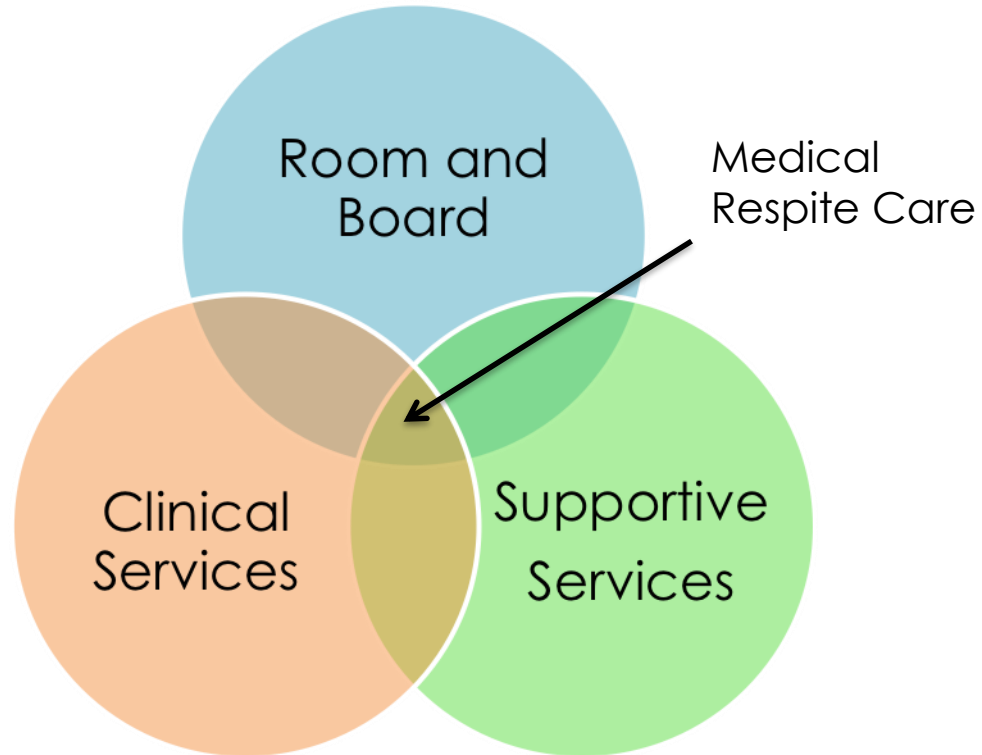 Room and
Board
Medical
Respite Care
Clinical
Services
Supportive
Services